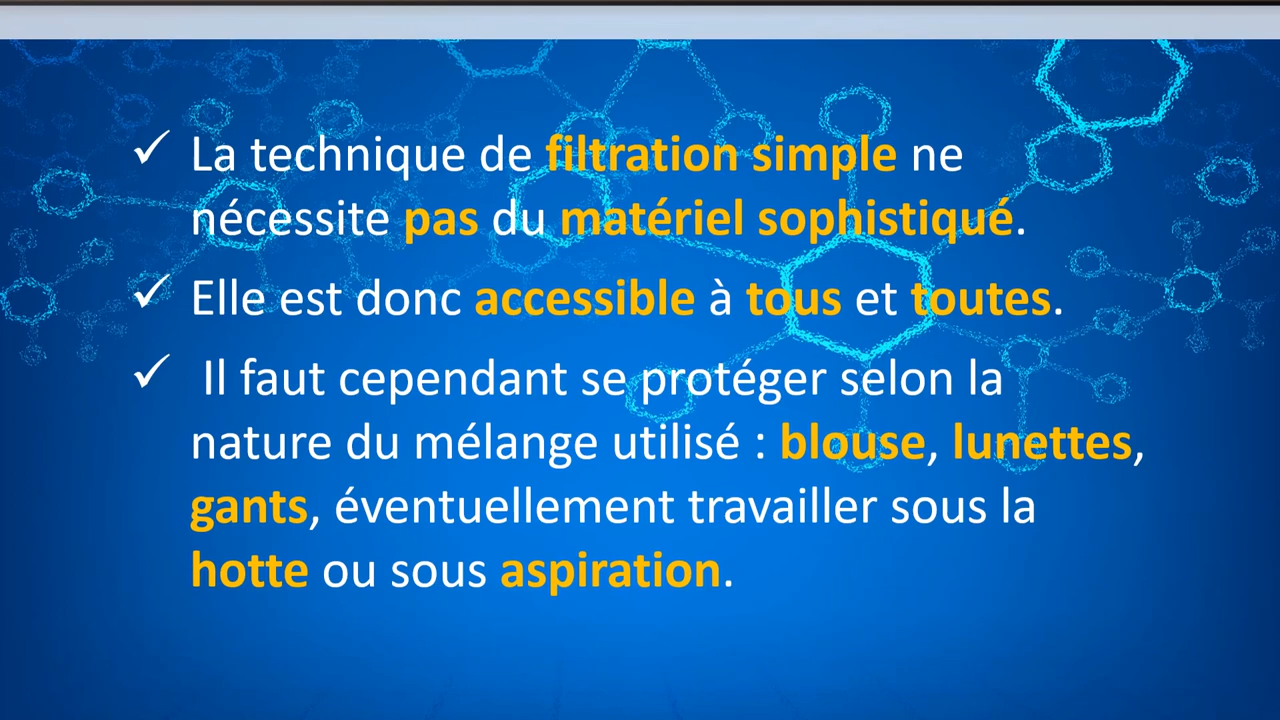 ✓ La technique de filtration simple ne
nécessite pas du matériel sophistiqué.
✓ Elle est donc accessible à tous et toutes.
✓ Il faut cependant se protéger selon la
nature du mélange utilisé : blouse, lunettes,
gants, éventuellement travailler sous la
hotte ou sous aspiration.